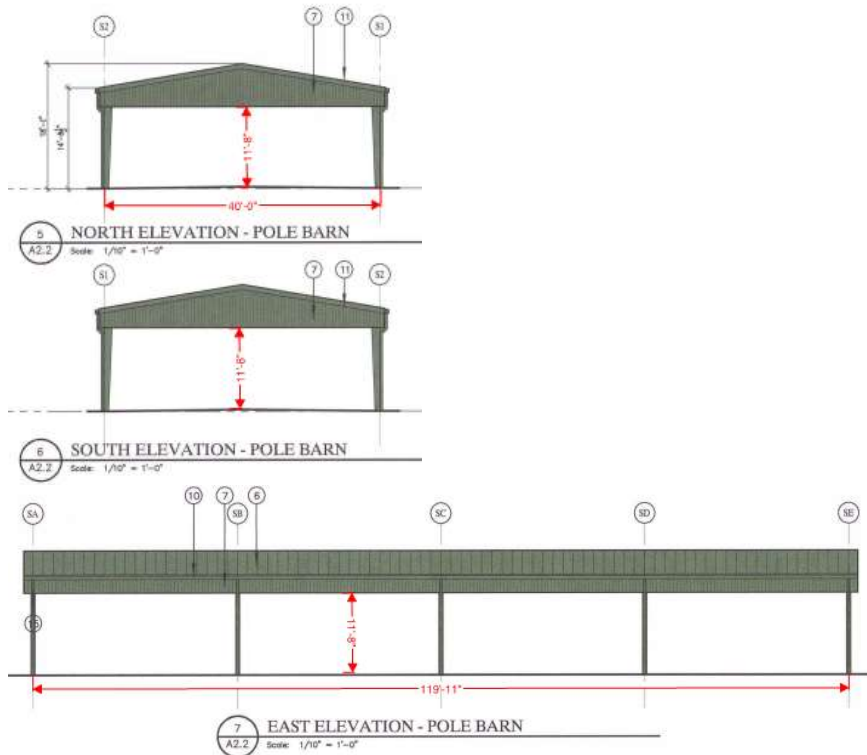 S2
S1
7
11
11'-8"
40'-0"
5
A2.2
NORTH ELEVATION - POLE BARN
Scale: 1/10" = 1'-0"
S1
S2
7
11
11'-8"
6
A2.2
SOUTH ELEVATION - POLE BARN
Scale: 1/10" = 1'-0"
10
7
6
SA
SB
SC
SD
SE
15
11'-8"
119'-11"
7
A2.2
EAST ELEVATION - POLE BARN
Scale: 1/10" = 1'-0"